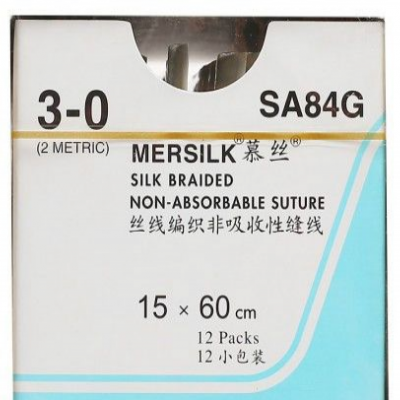 3-0
SA84G
(2 METRIC)
MERSILK® 慕丝®
SILK BRAIDED
NON-ABSORBABLE SUTURE
丝线编织非吸收性缝线
15 × 60 cm
12 Packs
12 小包装